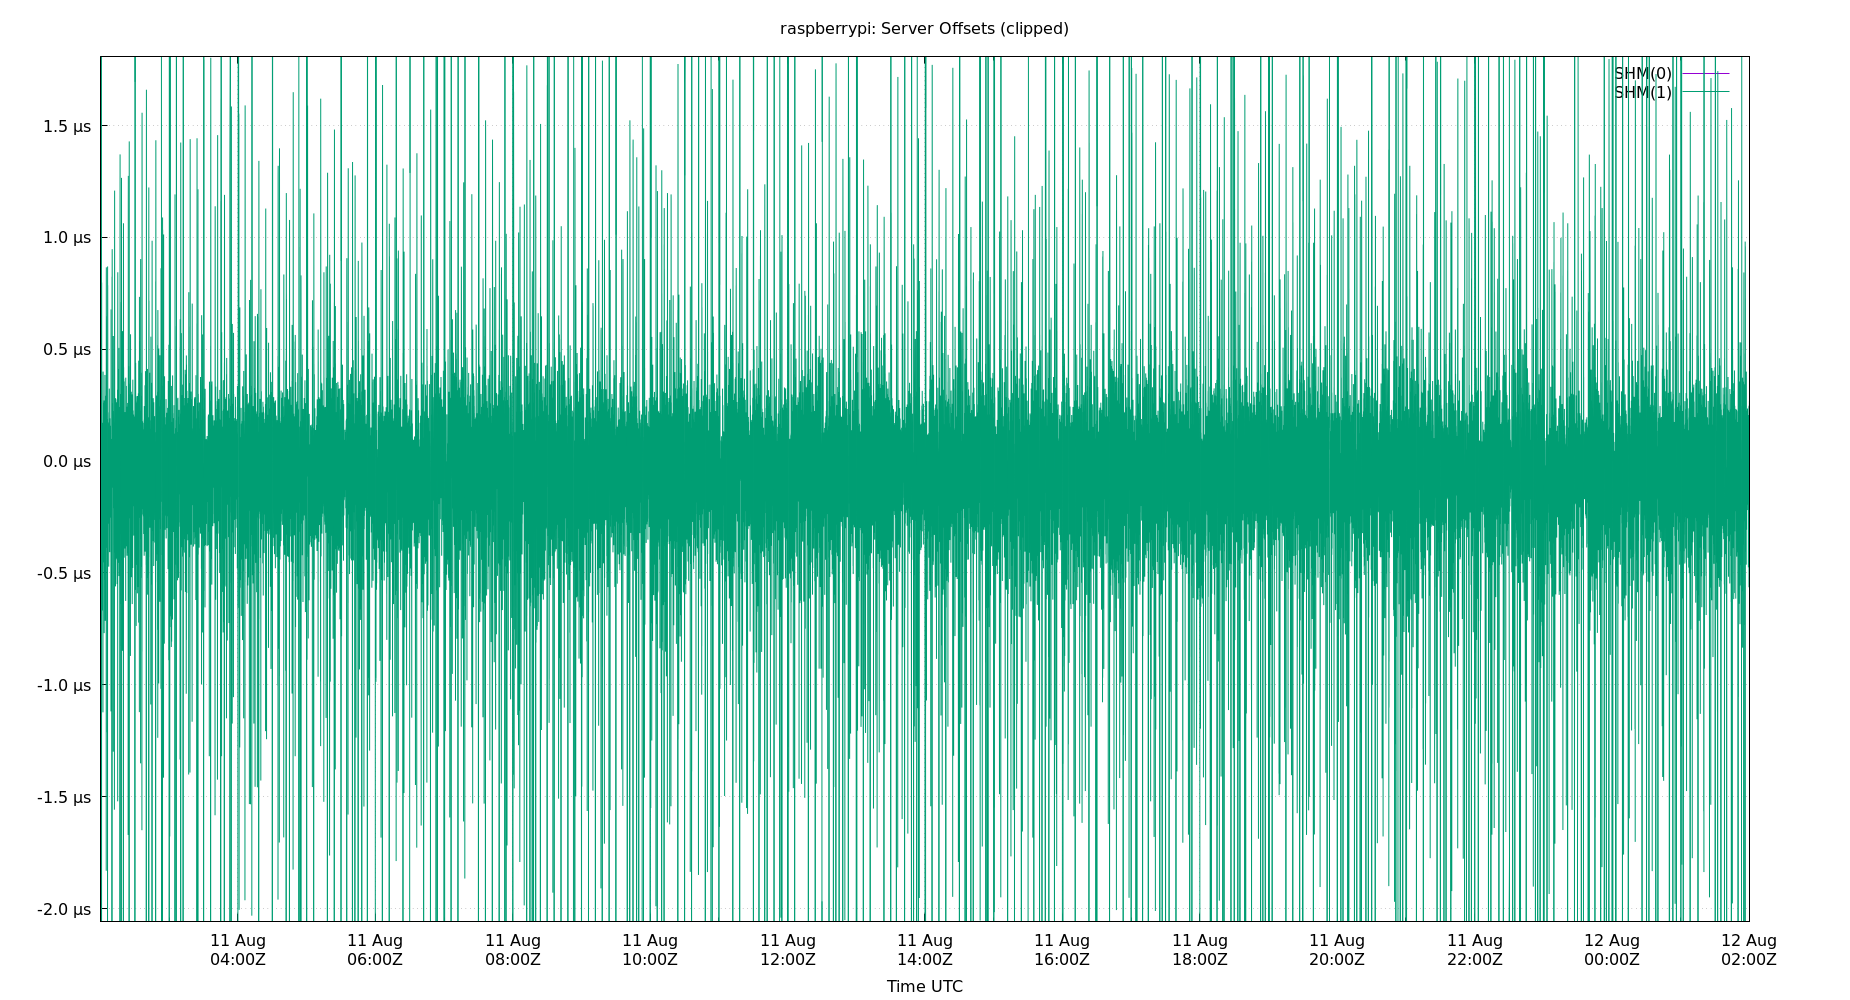 raspberrypi: Server Offsets (clipped)
SHM(0)
SHM(1)
1.5 µs
1.0 µs
0.5 µs
0.0 µs
-0.5 µs
-1.0 µs
-1.5 µs
-2.0 µs
11 Aug 11 Aug 11 Aug 11 Aug 11 Aug 11 Aug 11 Aug 11 Aug 11 Aug 11 Aug 12 Aug 12 Aug
04:00Z 06:00Z 08:00Z 10:00Z 12:00Z 14:00Z 16:00Z 18:00Z 20:00Z 22:00Z 00:00Z 02:00Z
Time UTC